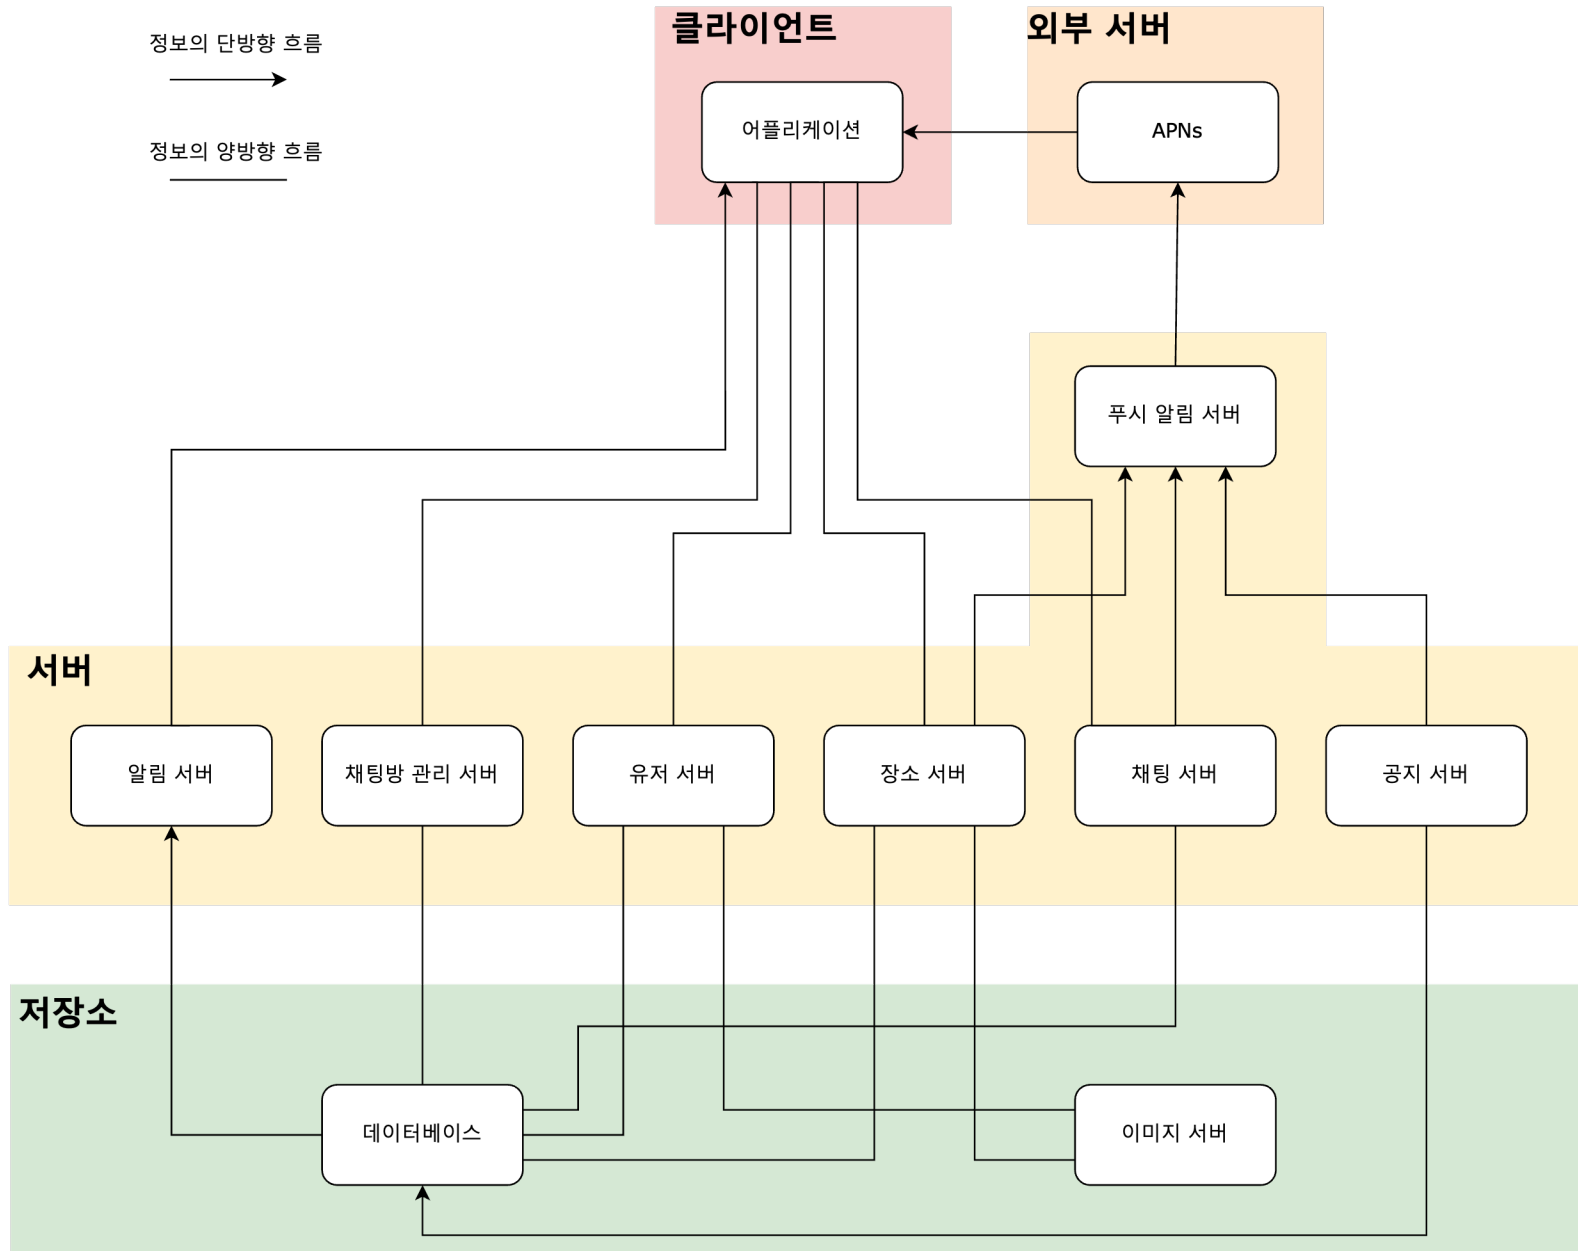 정보의 단방향 흐름
정보의 양방향 흐름
클라이언트
외부 서버
어플리케이션
APNs
푸시 알림 서버
서버
알림 서버
채팅방 관리 서버
유저 서버
장소 서버
채팅 서버
공지 서버
저장소
데이터베이스
이미지 서버